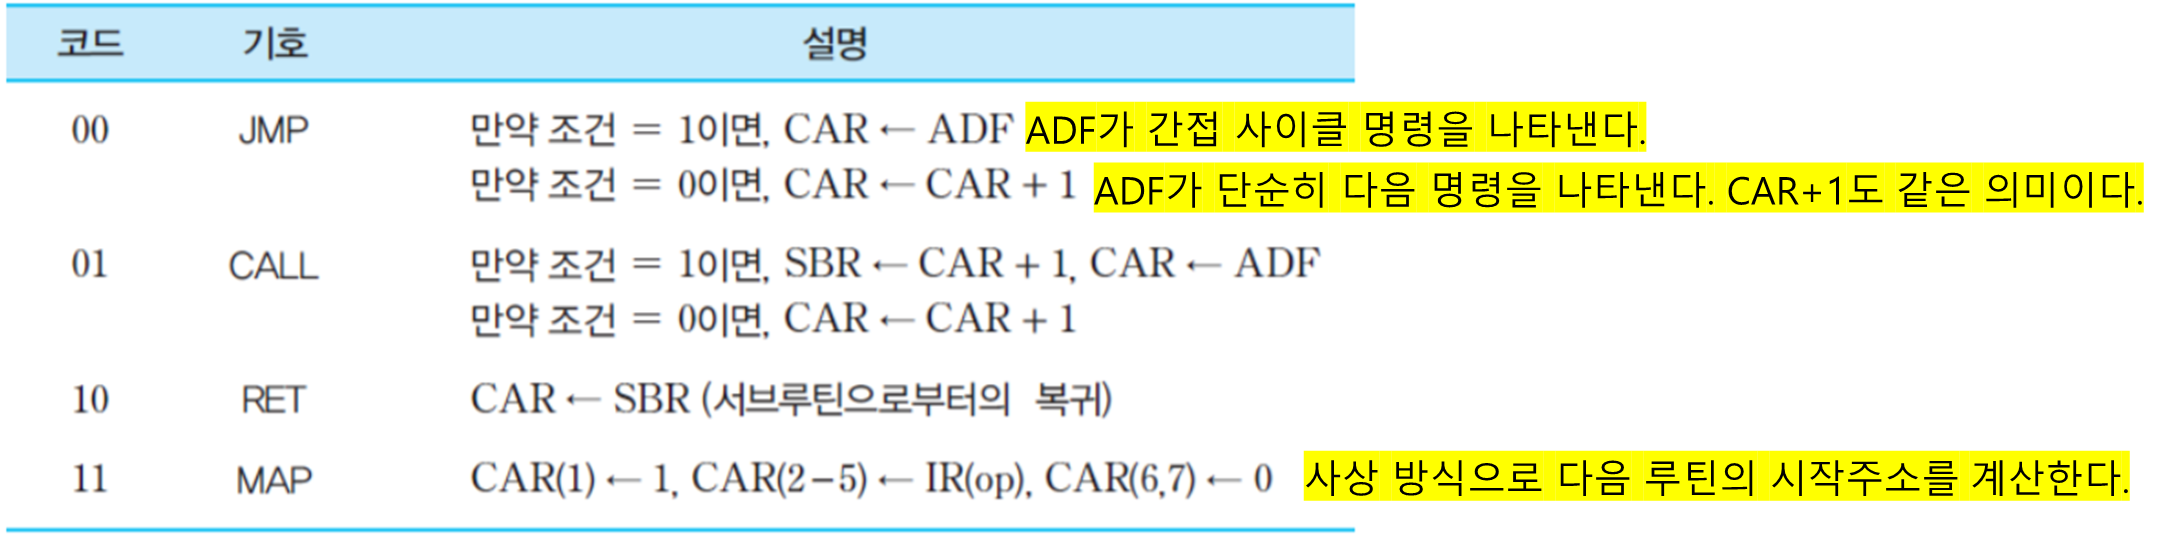 코드 기호 설명
00 JMP 만약 조건 = 1이면, CAR ← ADF ADF가 간접 사이클 명령을 나타낸다.
만약 조건 = 0이면, CAR ← CAR + 1 ADF가 단순히 다음 명령을 나타낸다. CAR+1도 같은 의미이다.
01 CALL 만약 조건 = 1이면, SBR ← CAR + 1, CAR ← ADF
만약 조건 = 0이면, CAR ← CAR + 1
10 RET CAR ← SBR (서브루틴으로부터의 복귀)
11 MAP CAR(1) ← 1, CAR(2－5) ← IR(op), CAR(6,7) ← 0 사상 방식으로 다음 루틴의 시작주소를 계산한다.